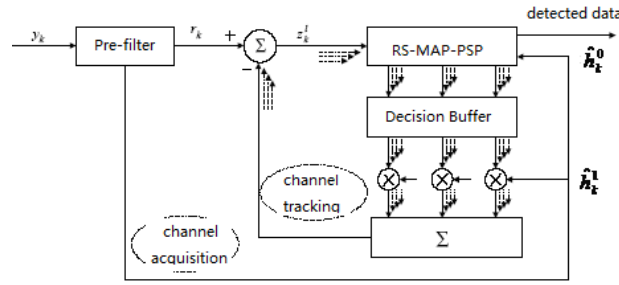 detected data
y_k
Pre-filter
r_k
+
Σ
−
z_k^l
RS-MAP-PSP
ĥ_k^0
Decision Buffer
channel
tracking
ĥ_k^1
channel
acquisition
Σ